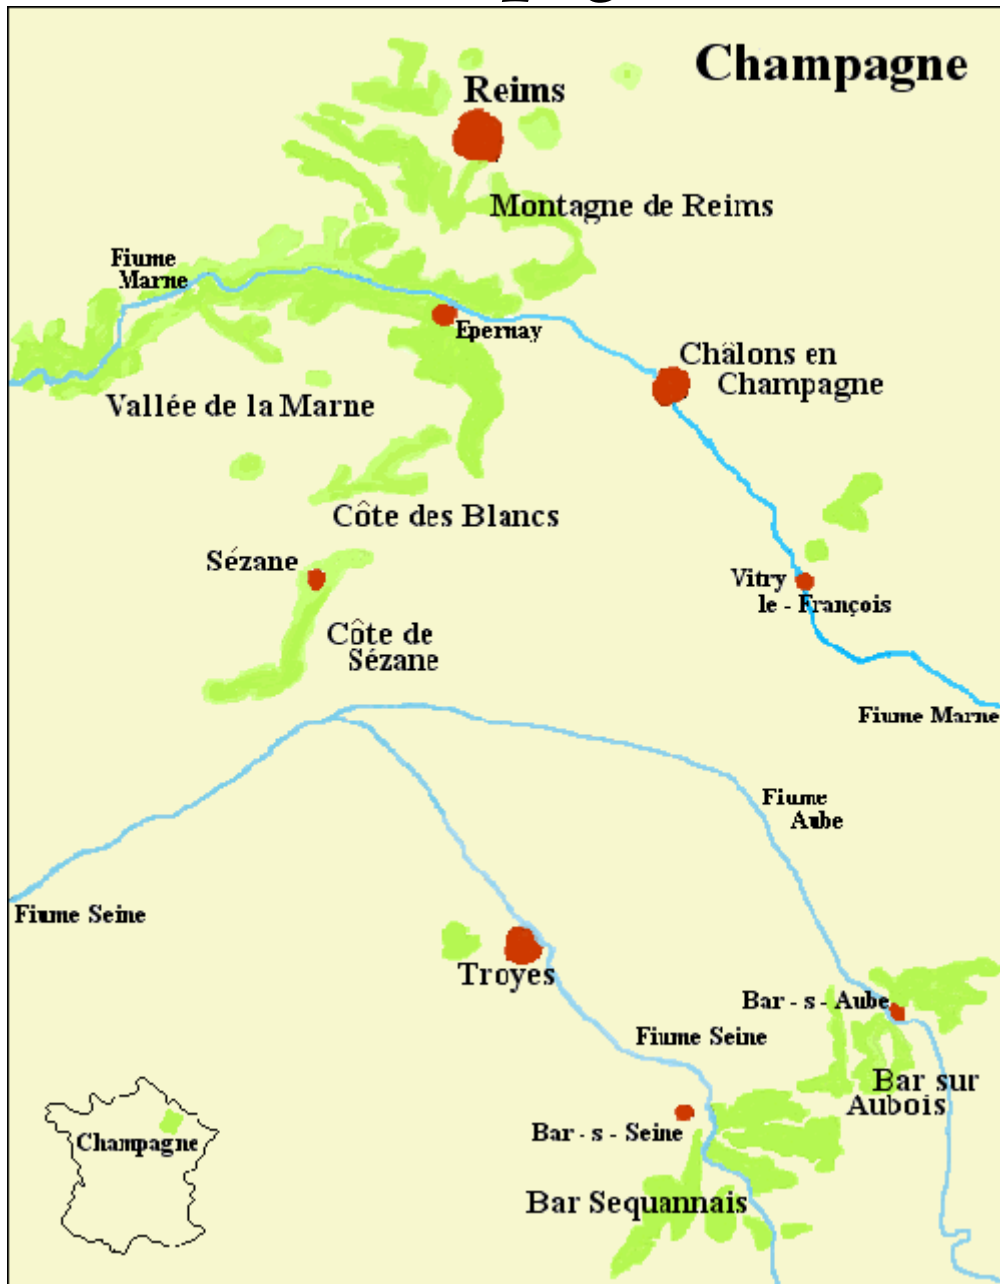 Champagne
Reims
Montagne de Reims
Fiume
Marne
Epernay
Châlons en
Champagne
Vallée de la Marne
Côte des Blancs
Sézane
Vitry
le - François
Côte de
Sézane
Fiume Marne
Fiume
Aube
Fiume Seine
Troyes
Bar - s - Aube
Fiume Seine
Bar sur
Aubois
Bar - s - Seine
Champagne
Bar Sequannais